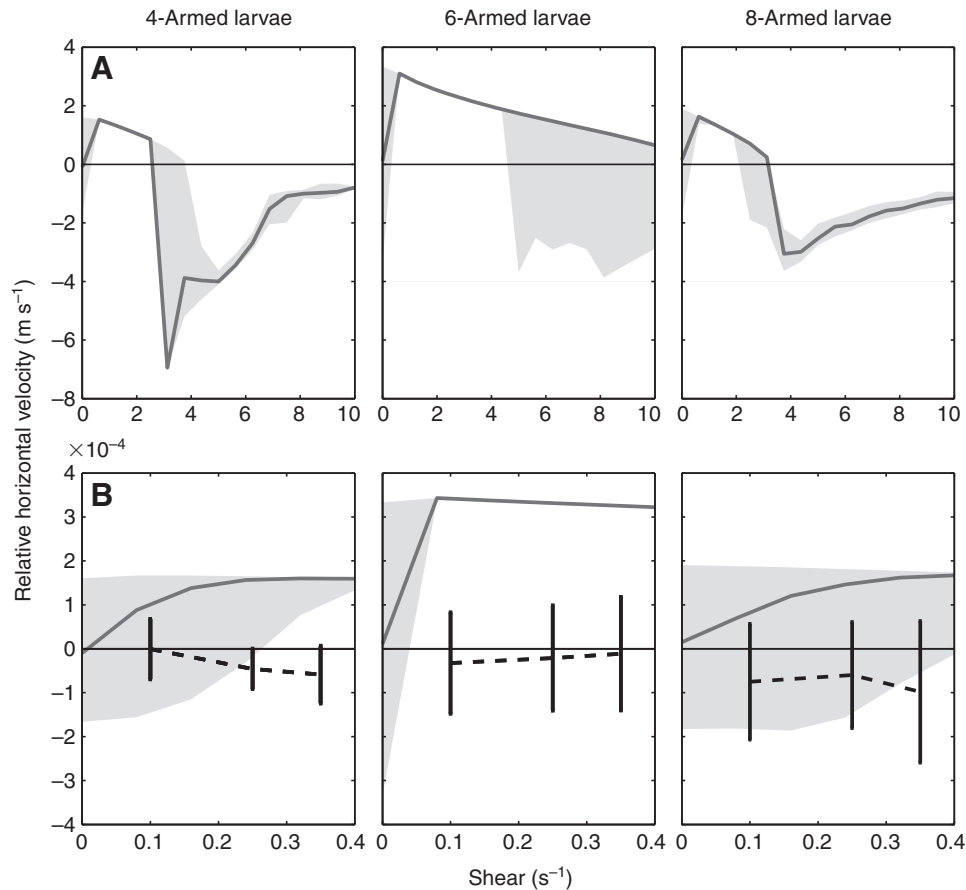 4-Armed larvae
6-Armed larvae
8-Armed larvae
A
4
2
0
−2
−4
−6
−8
0 2 4 6 8 10
0 2 4 6 8 10
0 2 4 6 8 10
Relative horizontal velocity (m s−1)
×10−4
B
4
3
2
1
0
−1
−2
−3
−4
0 0.1 0.2 0.3 0.4
0 0.1 0.2 0.3 0.4
0 0.1 0.2 0.3 0.4
Shear (s−1)